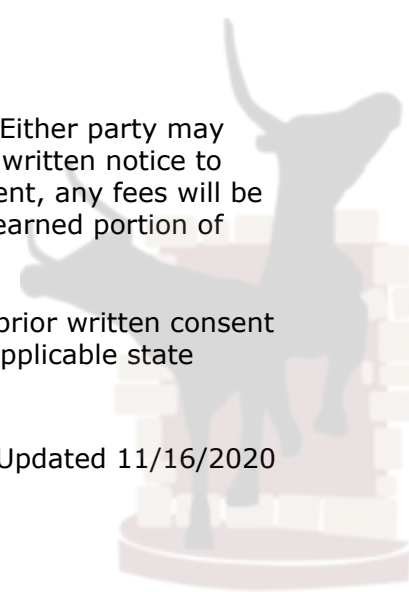 Either party may
written notice to
ent, any fees will be
earned portion of
prior written consent
applicable state
Updated 11/16/2020